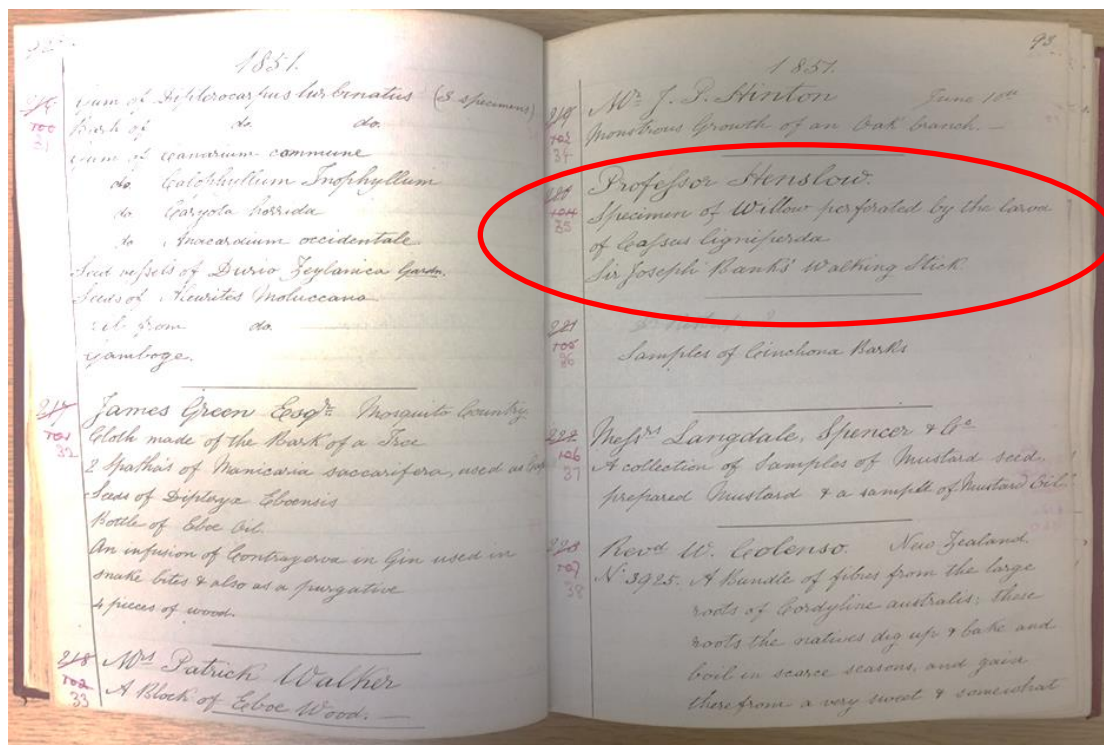 92
1851.
216
100
31
Gum of Dipterocarpus turbinatus (3 specimens)
Bark of do. do.
Gum of Canarium commune
do Calophyllum Inophyllum
do Caryota horrida
do Anacardium occidentale
Seed vessels of Durio Zeylanica Gardn.
Seeds of Aleurites Moluccana
Oil from do.
Gamboge.
217
101
32
James Green Esqre Mosquito Country
Cloth made of the Bark of a Tree
2 Spatha's of Manicaria saccarifera, used as Caps
Seeds of Dipteryx Eboensis
Bottle of Eboe Oil.
An infusion of Contrayerva in Gin used in
snake bites & also as a purgative
4 pieces of wood.
218
102
33
Mrs Patrick Walker
A Block of Eboe Wood. —
93
1851.
219
103
34
Mr J. P. Hinton June 10th
Monstrous Growth of an Oak branch. —
220
104
35
Professor Henslow.
Specimen of Willow perforated by the larva
of Cassus ligniperda
Sir Joseph Banks' Walking Stick.
221
105
36
Samples of Cinchona Barks
222
106
37
Messrs Langdale, Spencer & Co
A collection of Samples of Mustard seed,
prepared Mustard & a sample of Mustard Oil.
223
107
38
Revd W. Colenso. New Zealand.
N 3925. A Bundle of fibres from the large
roots of Cordyline australis; these
roots the natives dig up & bake and
boil in scarce seasons, and gain
therefrom a very sweet & somewhat